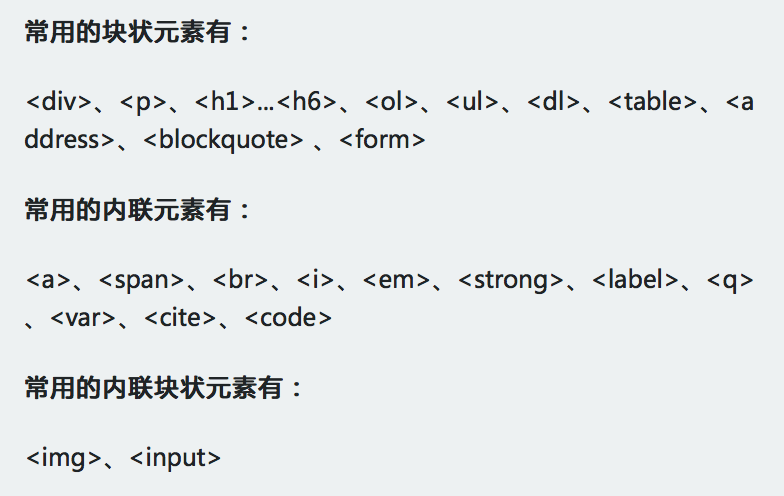 常用的块状元素有：
<div>、<p>、<h1>...<h6>、<ol>、<ul>、<dl>、<table>、<a
ddress>、<blockquote> 、<form>
常用的内联元素有：
<a>、<span>、<br>、<i>、<em>、<strong>、<label>、<q>
、<var>、<cite>、<code>
常用的内联块状元素有：
<img>、<input>